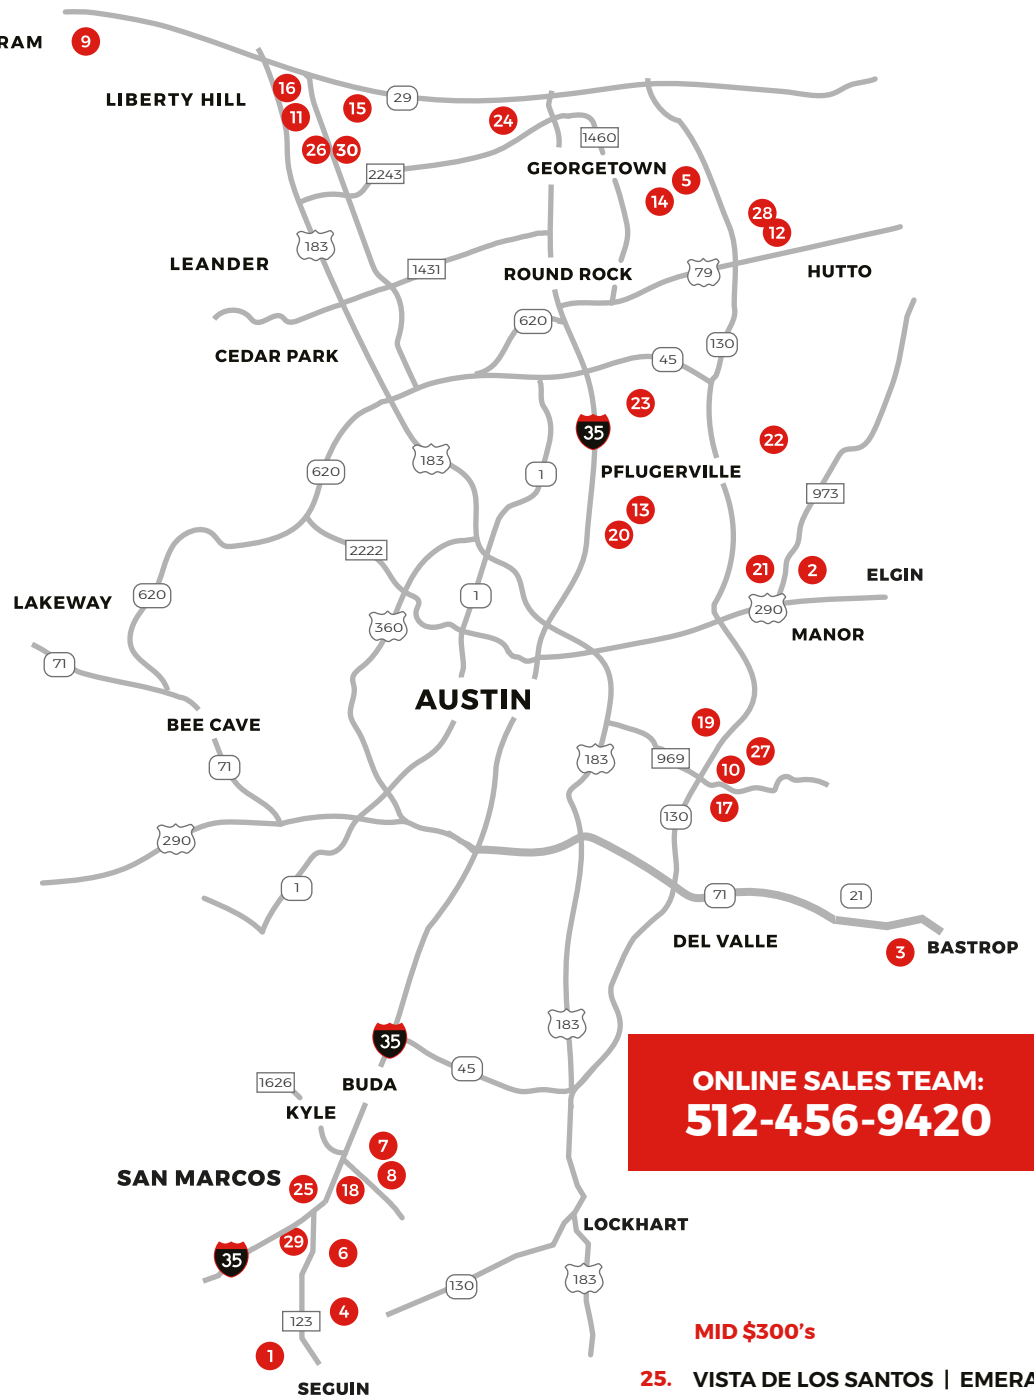 RAM
9
LIBERTY HILL
16
11
15
29
24
26
30
2243
1460
GEORGETOWN
5
14
28
12
183
LEANDER
1431
ROUND ROCK
79
HUTTO
620
130
CEDAR PARK
45
23
35
22
183
620
1
PFLUGERVILLE
973
13
20
2222
21
2
ELGIN
LAKEWAY
620
1
290
360
MANOR
71
AUSTIN
BEE CAVE
19
27
183
969
10
71
17
130
290
1
71
21
DEL VALLE
3
BASTROP
183
35
45
1626
BUDA
KYLE
ONLINE SALES TEAM:
512-456-9420
7
8
SAN MARCOS
25
18
LOCKHART
29
6
35
183
130
4
123
1
SEGUIN
MID $300's
25. VISTA DE LOS SANTOS | EMERA